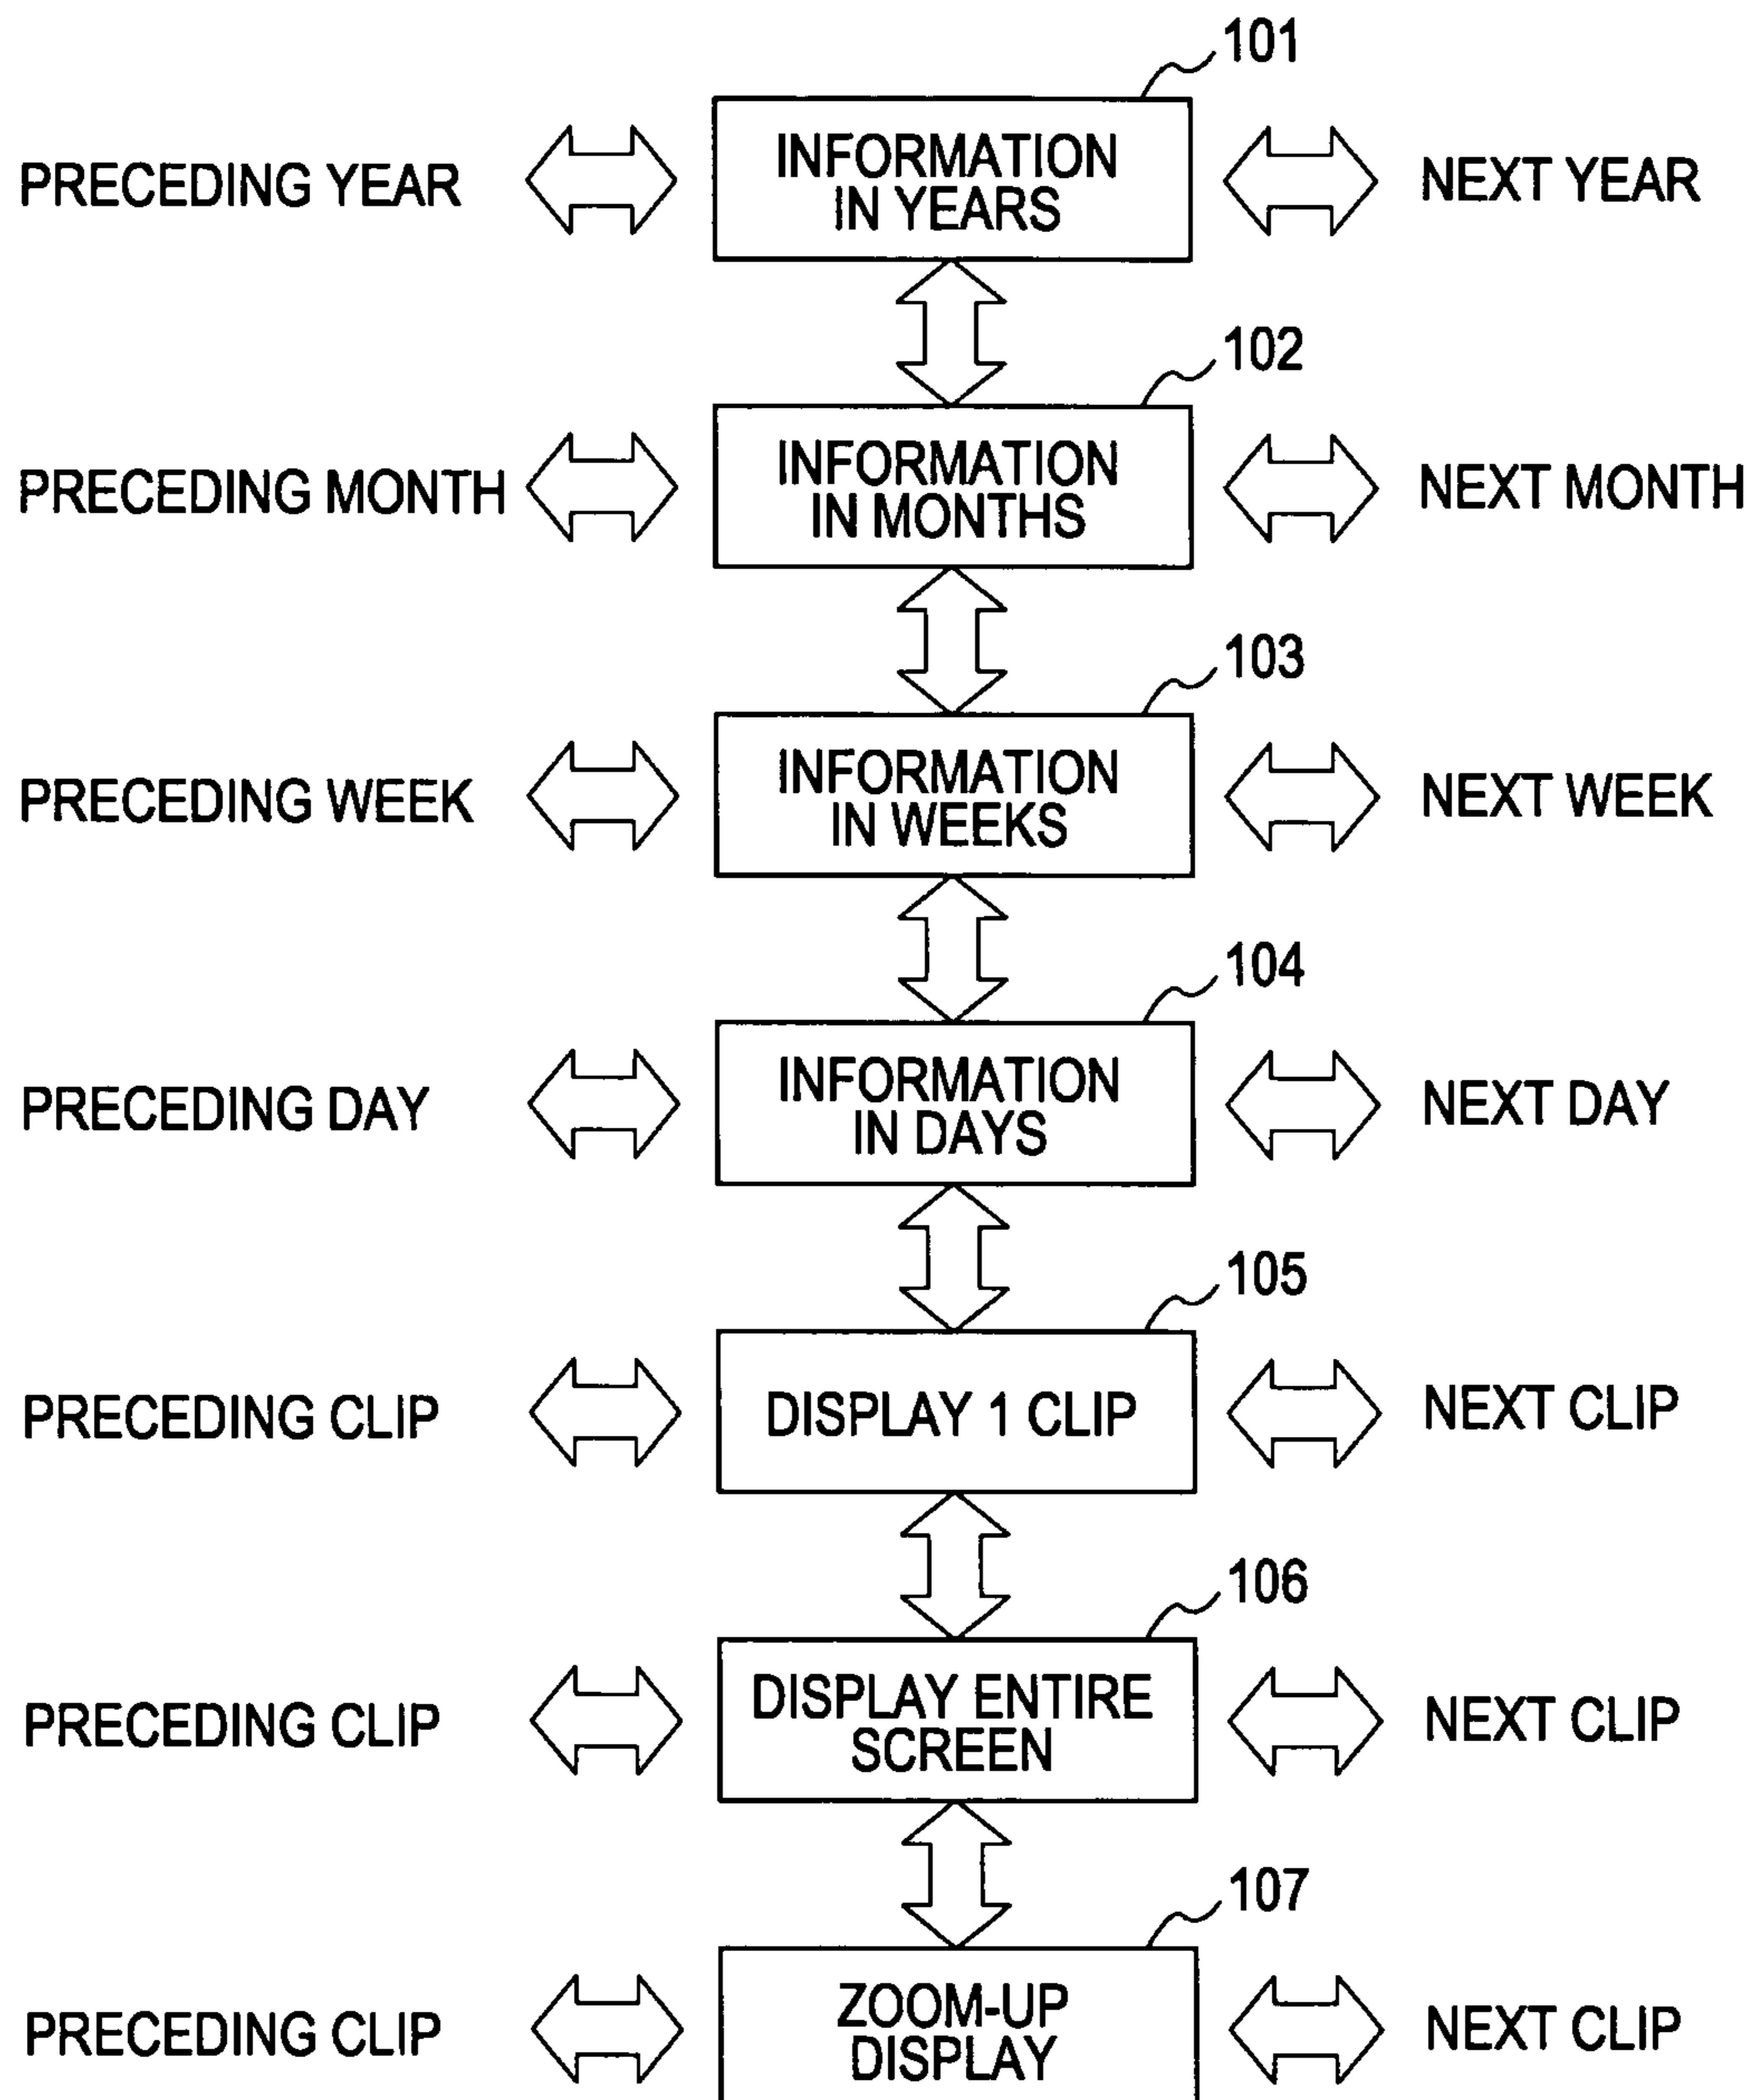 101
PRECEDING YEAR
INFORMATION
IN YEARS
NEXT YEAR
102
PRECEDING MONTH
INFORMATION
IN MONTHS
NEXT MONTH
103
PRECEDING WEEK
INFORMATION
IN WEEKS
NEXT WEEK
104
PRECEDING DAY
INFORMATION
IN DAYS
NEXT DAY
105
PRECEDING CLIP
DISPLAY 1 CLIP
NEXT CLIP
106
PRECEDING CLIP
DISPLAY ENTIRE
SCREEN
NEXT CLIP
107
PRECEDING CLIP
ZOOM-UP
DISPLAY
NEXT CLIP